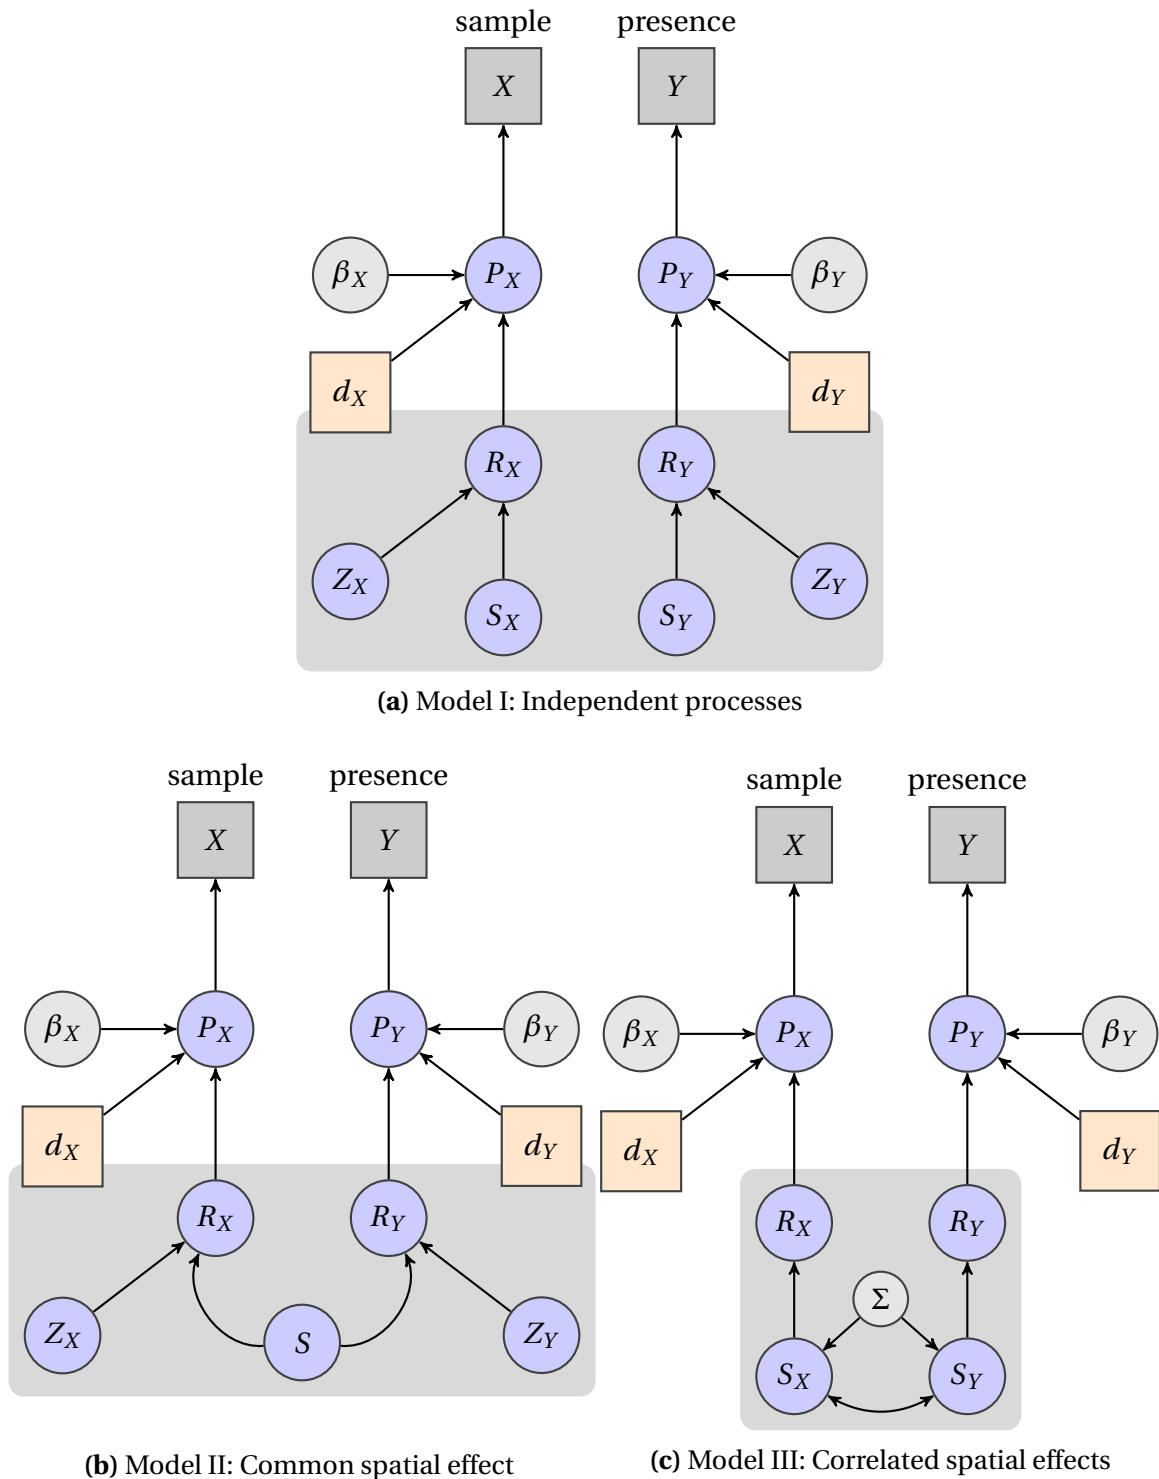 sample presence
X Y
β_X P_X P_Y β_Y
d_X d_Y
R_X R_Y
Z_X Z_Y
S_X S_Y
(a) Model I: Independent processes
sample presence
X Y
β_X P_X P_Y β_Y
d_X d_Y
R_X R_Y
Z_X S Z_Y
(b) Model II: Common spatial effect
sample presence
X Y
β_X P_X P_Y β_Y
d_X d_Y
R_X R_Y
Σ
S_X S_Y
(c) Model III: Correlated spatial effects